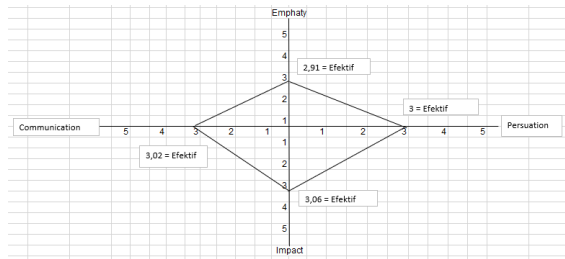 Emphaty
5
4
2,91 = Efektif
3
2
3 = Efektif
1
Communication
5 4 3 2 1 1 2 3 4 5
Persuation
1
3,02 = Efektif
2
3
3,06 = Efektif
4
5
Impact